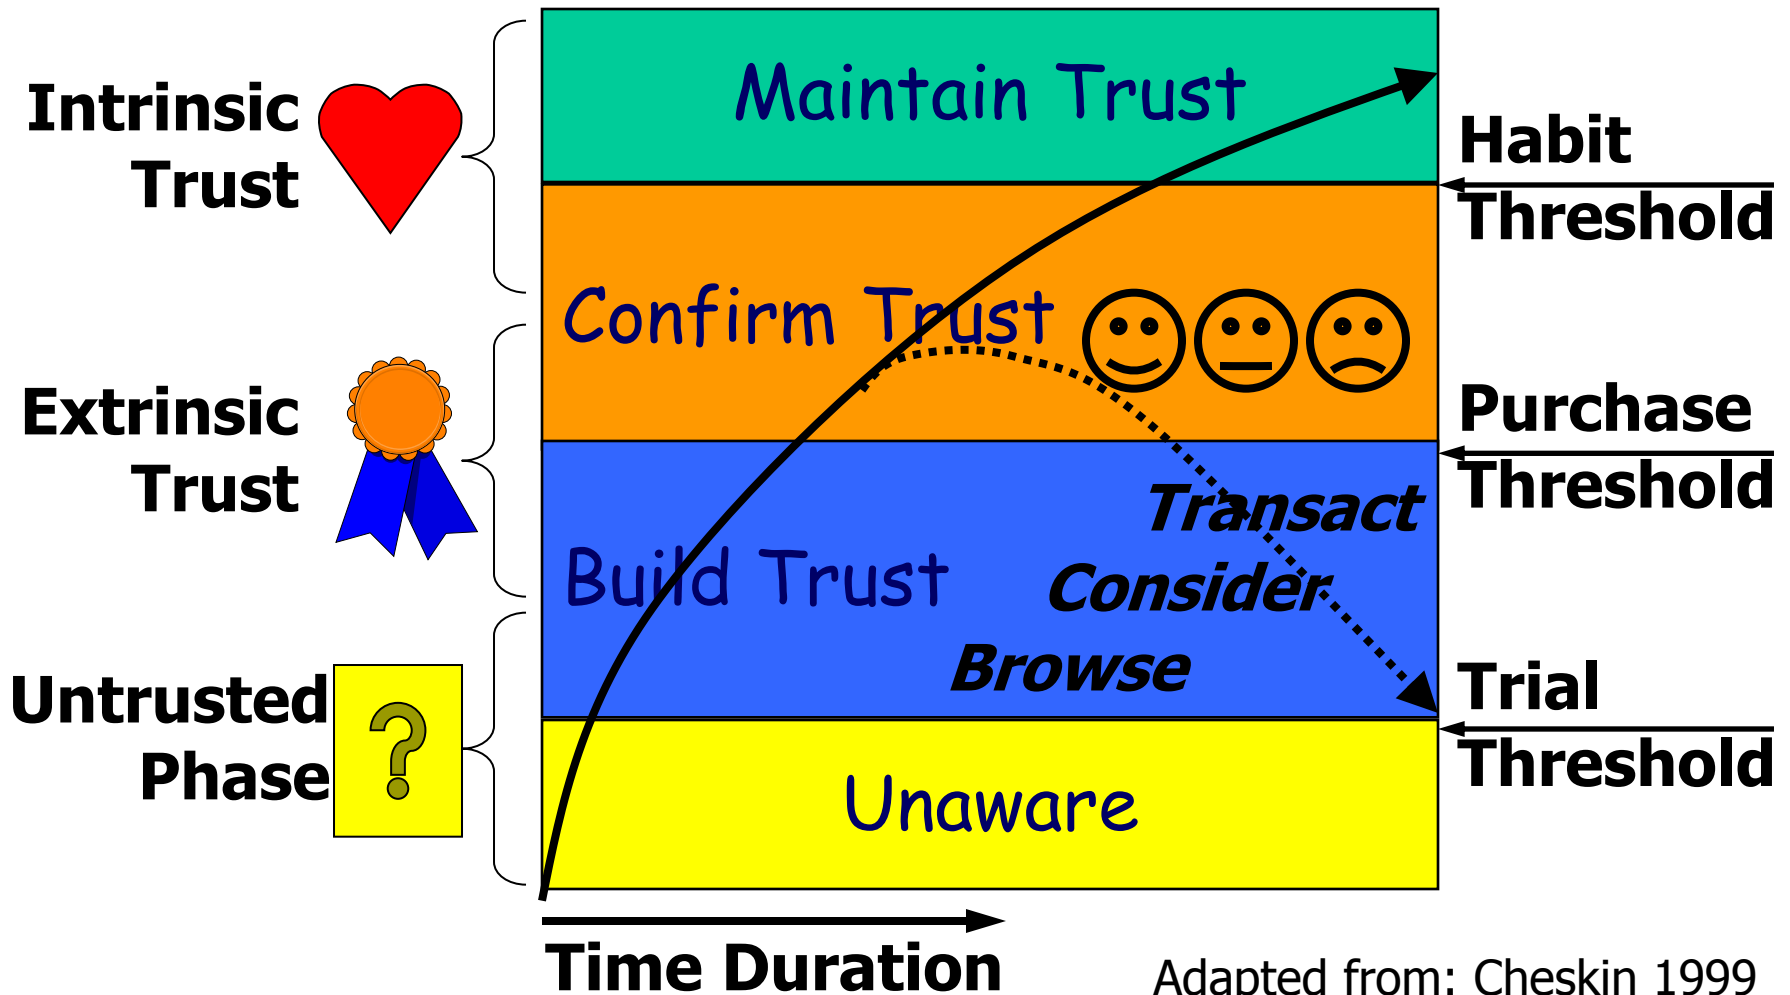 Intrinsic
Trust
Extrinsic
Trust
Untrusted
Phase
?
Maintain Trust
Confirm Trust
Build Trust
Transact
Consider
Browse
Unaware
Habit
Threshold
Purchase
Threshold
Trial
Threshold
Time Duration
Adapted from: Cheskin 1999